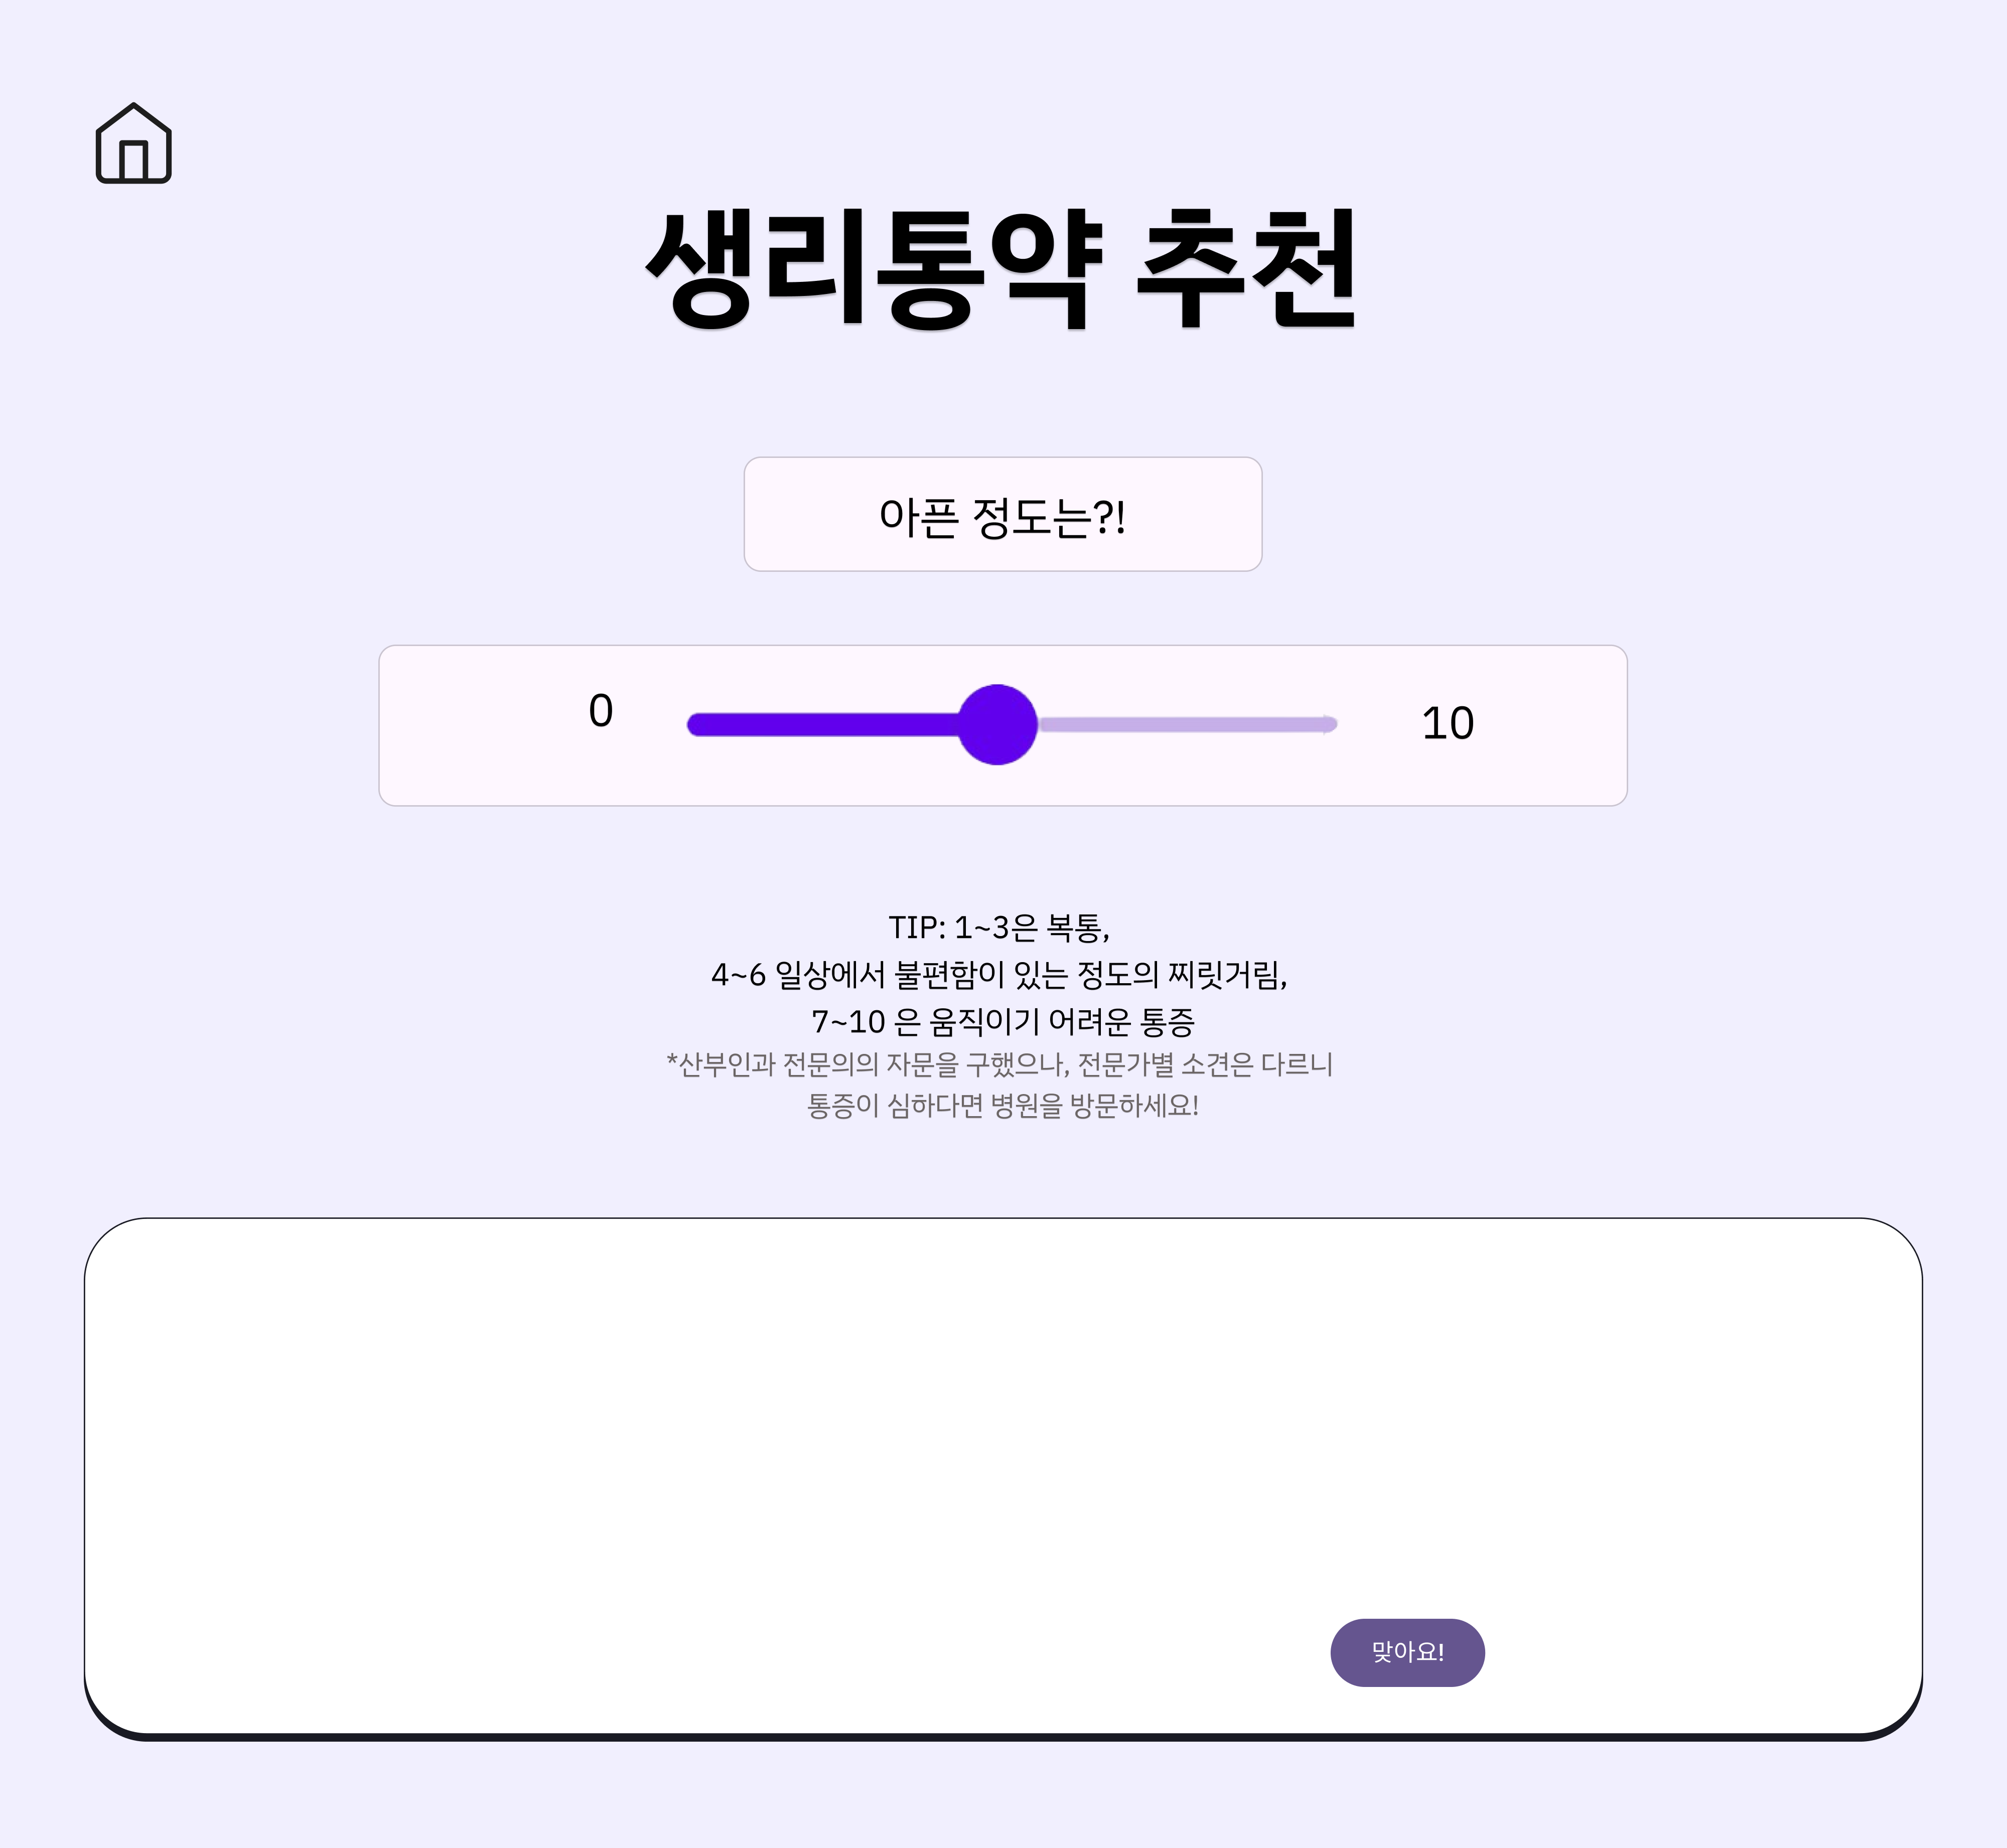 생리통약 추천
아픈 정도는?!
0
10
TIP: 1~3은 복통,
4~6 일상에서 불편함이 있는 정도의 찌릿거림,
7~10 은 움직이기 어려운 통증
*산부인과 전문의의 자문을 구했으나, 전문가별 소견은 다르니
통증이 심하다면 병원을 방문하세요!
맞아요!